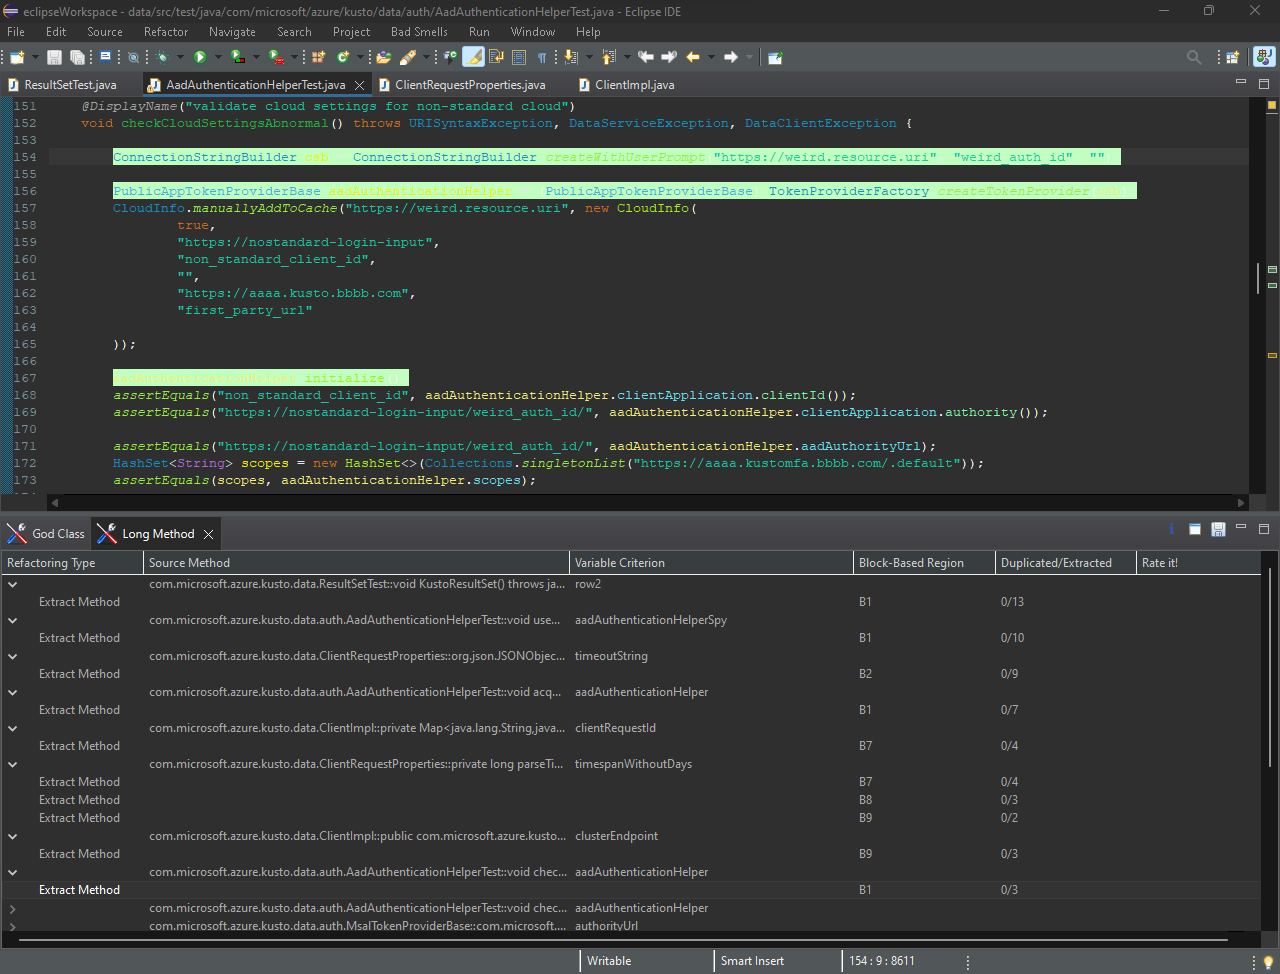 eclipseWorkspace - data/src/test/java/com/microsoft/azure/kusto/data/auth/AadAuthenticationHelperTest.java - Eclipse IDE
File Edit Source Refactor Navigate Search Project Bad Smells Run Window Help
ResultSetTest.java AadAuthenticationHelperTest.java ClientRequestProperties.java ClientImpl.java
151 @DisplayName("validate cloud settings for non-standard cloud")
152 void checkCloudSettingsAbnormal() throws URISyntaxException, DataServiceException, DataClientException {
153
154 ConnectionStringBuilder csb ConnectionStringBuilder createWithUserPrompt "https://weird.resource.uri" "weird_auth_id" ""
155
156 PublicAppTokenProviderBase aadAuthenticationHelper (PublicAppTokenProviderBase) TokenProviderFactory createTokenProvider(csb)
157 CloudInfo.manuallyAddToCache("https://weird.resource.uri", new CloudInfo(
158 true,
159 "https://nostandard-login-input",
160 "non_standard_client_id",
161 "",
162 "https://aaaa.kusto.bbbb.com",
163 "first_party_url"
164
165 ));
166
167 aadAuthenticationHelper initialize()
168 assertEquals("non_standard_client_id", aadAuthenticationHelper.clientApplication.clientId());
169 assertEquals("https://nostandard-login-input/weird_auth_id/", aadAuthenticationHelper.clientApplication.authority());
170
171 assertEquals("https://nostandard-login-input/weird_auth_id/", aadAuthenticationHelper.aadAuthorityUrl);
172 HashSet<String> scopes = new HashSet<>(Collections.singletonList("https://aaaa.kustomfa.bbbb.com/.default"));
173 assertEquals(scopes, aadAuthenticationHelper.scopes);
God Class Long Method
Refactoring Type Source Method Variable Criterion Block-Based Region Duplicated/Extracted Rate it!
com.microsoft.azure.kusto.data.ResultSetTest::void KustoResultSet() throws ja... row2
Extract Method B1 0/13
com.microsoft.azure.kusto.data.auth.AadAuthenticationHelperTest::void use... aadAuthenticationHelperSpy
Extract Method B1 0/10
com.microsoft.azure.kusto.data.ClientRequestProperties::org.json.JSONObjec... timeoutString
Extract Method B2 0/9
com.microsoft.azure.kusto.data.auth.AadAuthenticationHelperTest::void acq... aadAuthenticationHelper
Extract Method B1 0/7
com.microsoft.azure.kusto.data.ClientImpl::private Map<java.lang.String,java... clientRequestId
Extract Method B7 0/4
com.microsoft.azure.kusto.data.ClientRequestProperties::private long parseTi... timespanWithoutDays
Extract Method B7 0/4
Extract Method B8 0/3
Extract Method B9 0/2
com.microsoft.azure.kusto.data.ClientImpl::public com.microsoft.azure.kusto... clusterEndpoint
Extract Method B9 0/3
com.microsoft.azure.kusto.data.auth.AadAuthenticationHelperTest::void chec... aadAuthenticationHelper
Extract Method B1 0/3
com.microsoft.azure.kusto.data.auth.AadAuthenticationHelperTest::void chec... aadAuthenticationHelper
com.microsoft.azure.kusto.data.auth.MsalTokenProviderBase::com.microsoft.... authorityUrl
Writable Smart Insert 154 : 9 : 8611